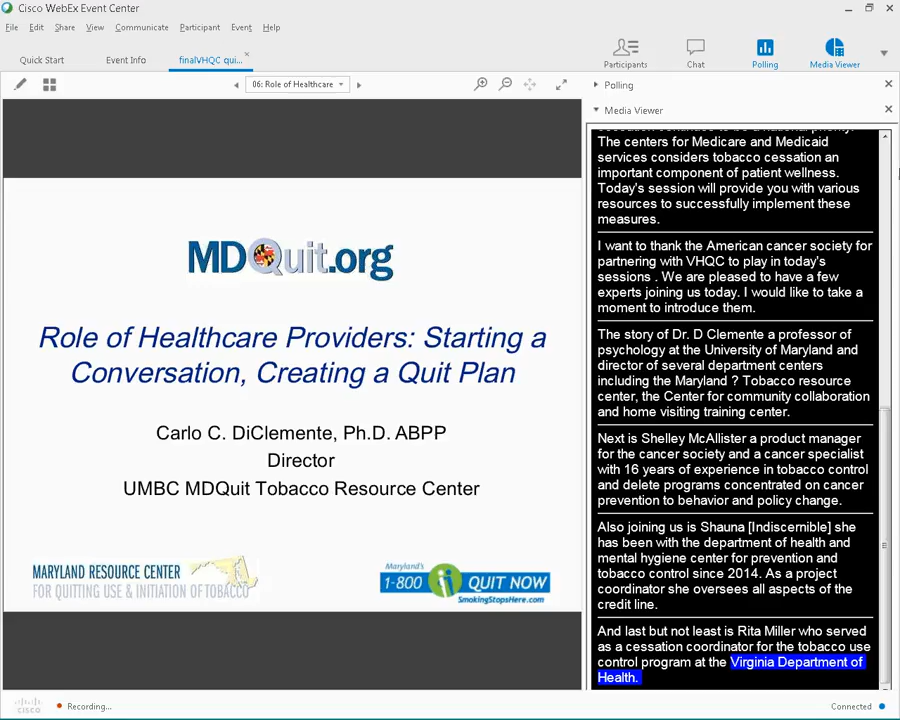 Cisco WebEx Event Center
File Edit Share View Communicate Participant Event Help
Quick Start Event Info finalVHQC qui... Participants Chat Polling Media Viewer
06: Role of Healthcare
Polling
Media Viewer
The centers for Medicare and Medicaid
services considers tobacco cessation an
important component of patient wellness.
Today's session will provide you with various
resources to successfully implement these
measures.
I want to thank the American cancer society for
partnering with VHQC to play in today's
sessions . We are pleased to have a few
experts joining us today. I would like to take a
moment to introduce them.
The story of Dr. D Clemente a professor of
psychology at the University of Maryland and
director of several department centers
including the Maryland ? Tobacco resource
center, the Center for community collaboration
and home visiting training center.
Next is Shelley McAllister a product manager
for the cancer society and a cancer specialist
with 16 years of experience in tobacco control
and delete programs concentrated on cancer
prevention to behavior and policy change.
Also joining us is Shauna [Indiscernible] she
has been with the department of health and
mental hygiene center for prevention and
tobacco control since 2014. As a project
coordinator she oversees all aspects of the
credit line.
And last but not least is Rita Miller who served
as a cessation coordinator for the tobacco use
control program at the Virginia Department of
Health.
MDQuit.org
Role of Healthcare Providers: Starting a
Conversation, Creating a Quit Plan
Carlo C. DiClemente, Ph.D. ABPP
Director
UMBC MDQuit Tobacco Resource Center
MARYLAND RESOURCE CENTER
FOR QUITTING USE & INITIATION OF TOBACCO
Maryland's
1-800 QUIT NOW
SmokingStopsHere.com
cisco Recording... Connected